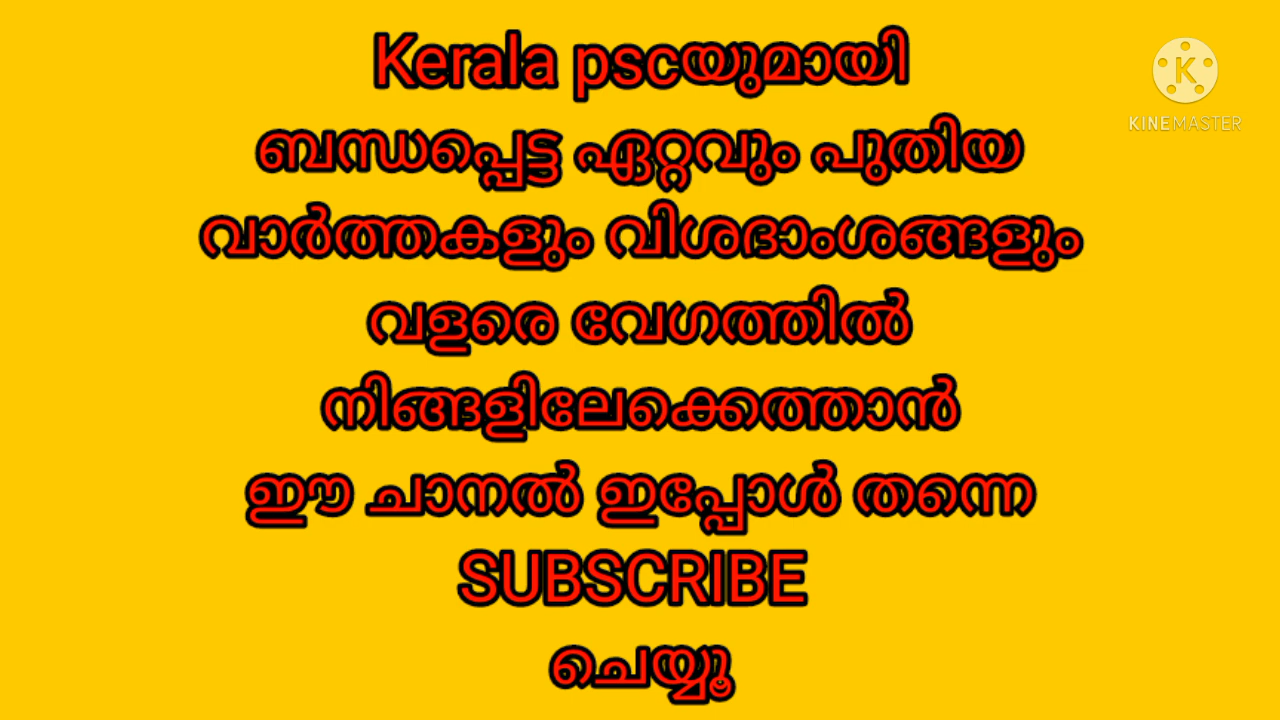 Kerala pscയുമായി
ബന്ധപ്പെട്ട ഏറ്റവും പുതിയ
വാർത്തകളും വിശദാംശങ്ങളും
വളരെ വേഗത്തിൽ
നിങ്ങളിലേക്കെത്താൻ
ഈ ചാനൽ ഇപ്പോൾ തന്നെ
SUBSCRIBE
ചെയ്യൂ
K
KINEMASTER